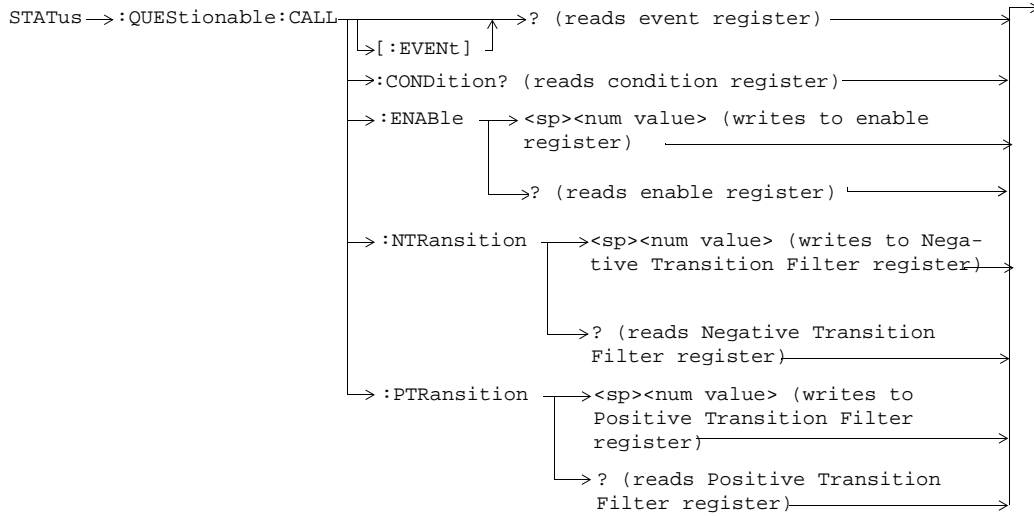 STATus :QUEStionable:CALL ? (reads event register)
[:EVENt]
:CONDition? (reads condition register)
:ENABle <sp><num value> (writes to enable
register)
? (reads enable register)
:NTRansition <sp><num value> (writes to Nega-
tive Transition Filter register)
? (reads Negative Transition
Filter register)
:PTRansition <sp><num value> (writes to
Positive Transition Filter
register)
? (reads Positive Transition
Filter register)